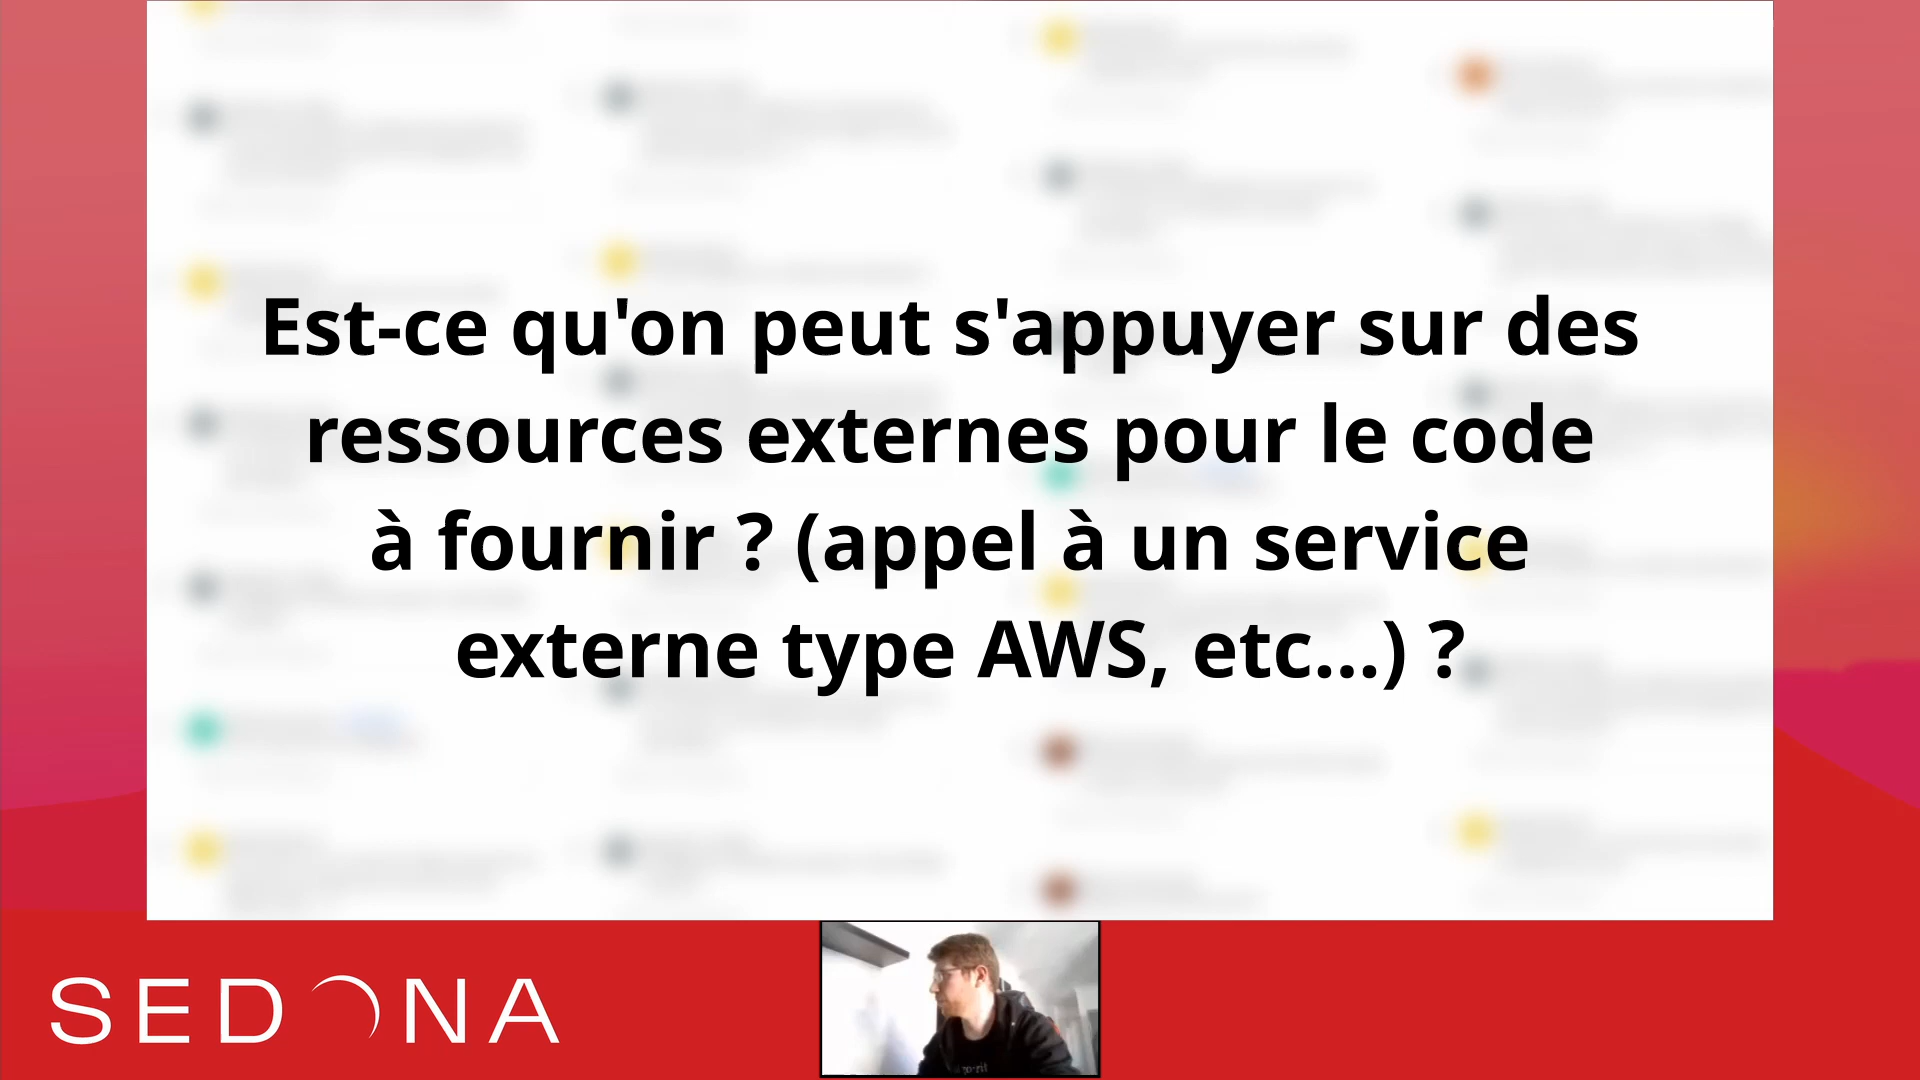 Est-ce qu'on peut s'appuyer sur des
ressources externes pour le code
à fournir ? (appel à un service
externe type AWS, etc...) ?
SEDONA